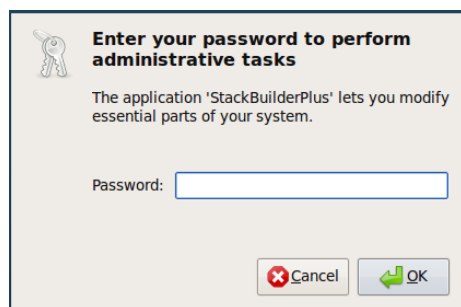 Enter your password to perform
administrative tasks
The application 'StackBuilderPlus' lets you modify
essential parts of your system.
Password:
Cancel OK